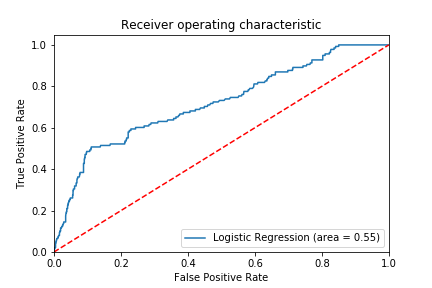 Receiver operating characteristic
1.0
0.8
0.6
0.4
0.2
0.0
True Positive Rate
Logistic Regression (area = 0.55)
0.0 0.2 0.4 0.6 0.8 1.0
False Positive Rate